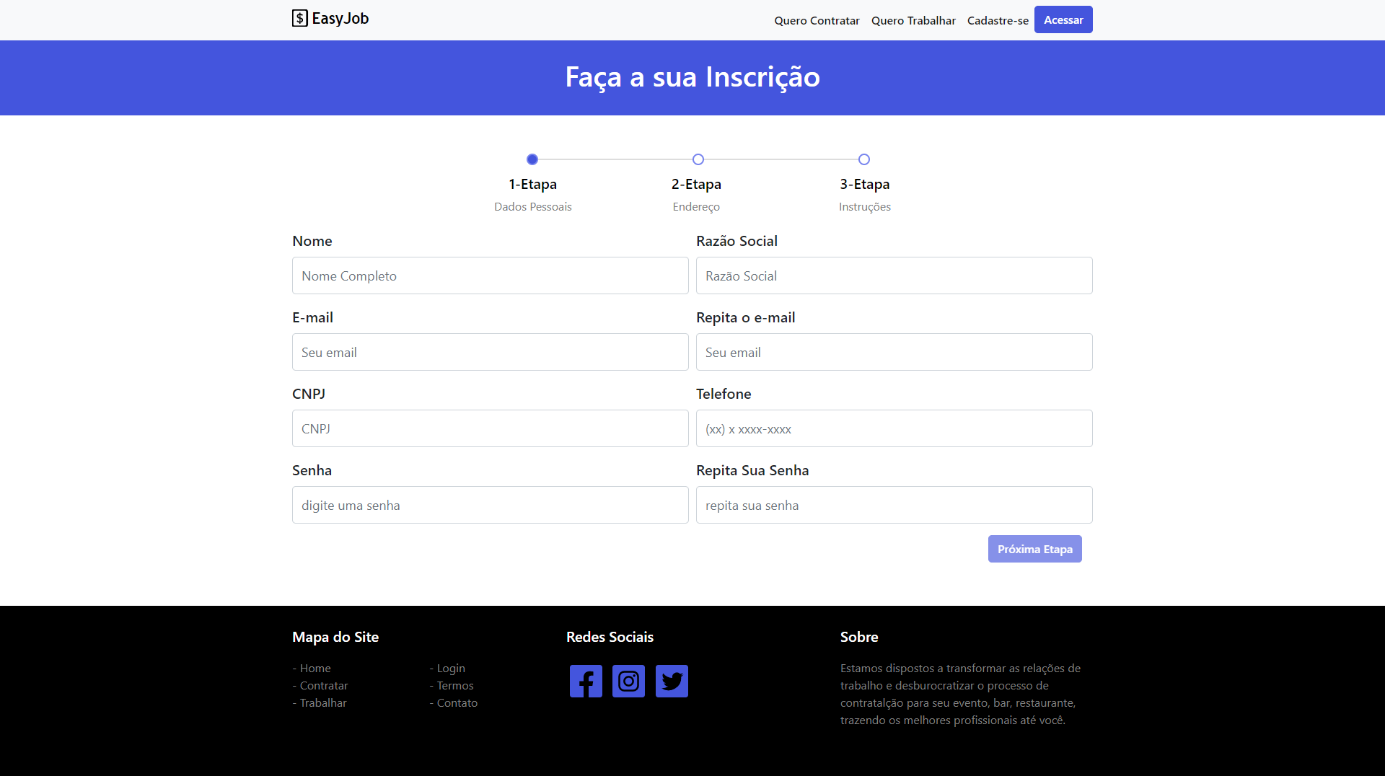 $ EasyJob
Quero Contratar Quero Trabalhar Cadastre-se Acessar
Faça a sua Inscrição
1-Etapa 2-Etapa 3-Etapa
Dados Pessoais Endereço Instruções
Nome Razão Social
Nome Completo Razão Social
E-mail Repita o e-mail
Seu email Seu email
CNPJ Telefone
CNPJ (xx) x xxxx-xxxx
Senha Repita Sua Senha
digite uma senha repita sua senha
Próxima Etapa
Mapa do Site Redes Sociais Sobre
- Home - Login Estamos dispostos a transformar as relações de
- Contratar - Termos trabalho e desburocratizar o processo de
- Trabalhar - Contato contratalção para seu evento, bar, restaurante,
trazendo os melhores profissionais até você.